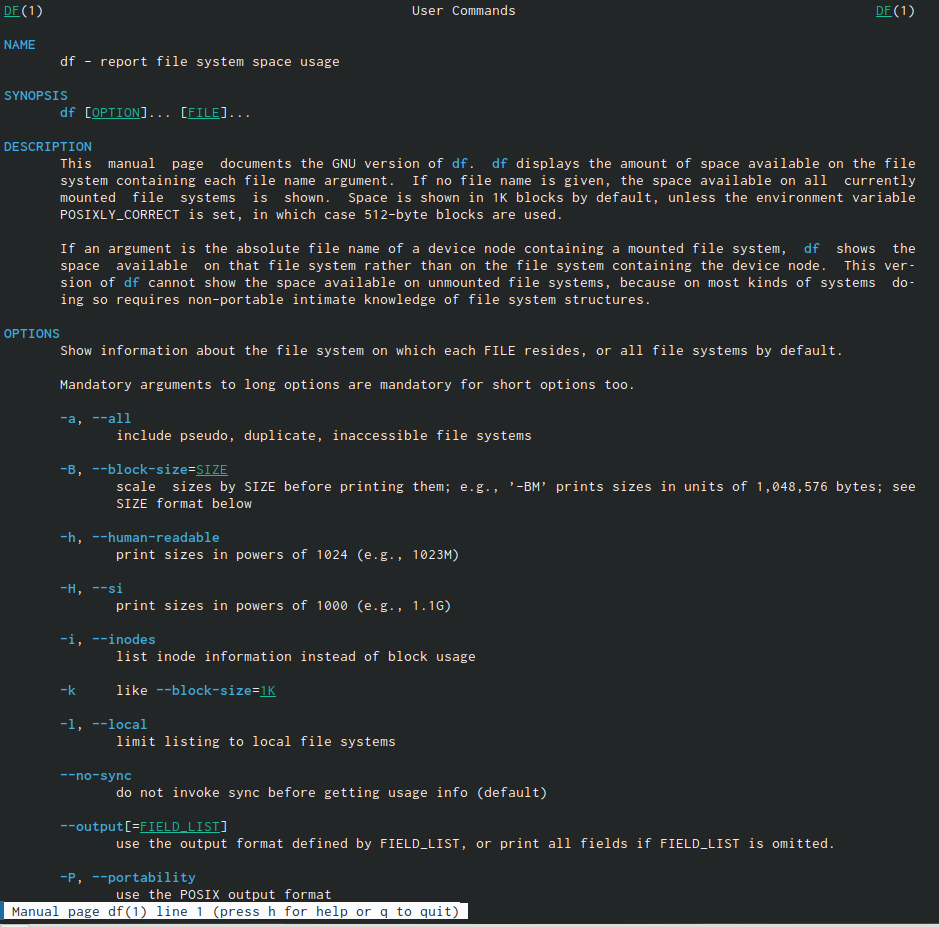 DF(1) User Commands DF(1)
NAME
df - report file system space usage
SYNOPSIS
df [OPTION]... [FILE]...
DESCRIPTION
This manual page documents the GNU version of df. df displays the amount of space available on the file
system containing each file name argument. If no file name is given, the space available on all currently
mounted file systems is shown. Space is shown in 1K blocks by default, unless the environment variable
POSIXLY_CORRECT is set, in which case 512-byte blocks are used.
If an argument is the absolute file name of a device node containing a mounted file system, df shows the
space available on that file system rather than on the file system containing the device node. This ver-
sion of df cannot show the space available on unmounted file systems, because on most kinds of systems do-
ing so requires non-portable intimate knowledge of file system structures.
OPTIONS
Show information about the file system on which each FILE resides, or all file systems by default.
Mandatory arguments to long options are mandatory for short options too.
-a, --all
include pseudo, duplicate, inaccessible file systems
-B, --block-size=SIZE
scale sizes by SIZE before printing them; e.g., '-BM' prints sizes in units of 1,048,576 bytes; see
SIZE format below
-h, --human-readable
print sizes in powers of 1024 (e.g., 1023M)
-H, --si
print sizes in powers of 1000 (e.g., 1.1G)
-i, --inodes
list inode information instead of block usage
-k like --block-size=1K
-l, --local
limit listing to local file systems
--no-sync
do not invoke sync before getting usage info (default)
--output[=FIELD_LIST]
use the output format defined by FIELD_LIST, or print all fields if FIELD_LIST is omitted.
-P, --portability
use the POSIX output format
Manual page df(1) line 1 (press h for help or q to quit)